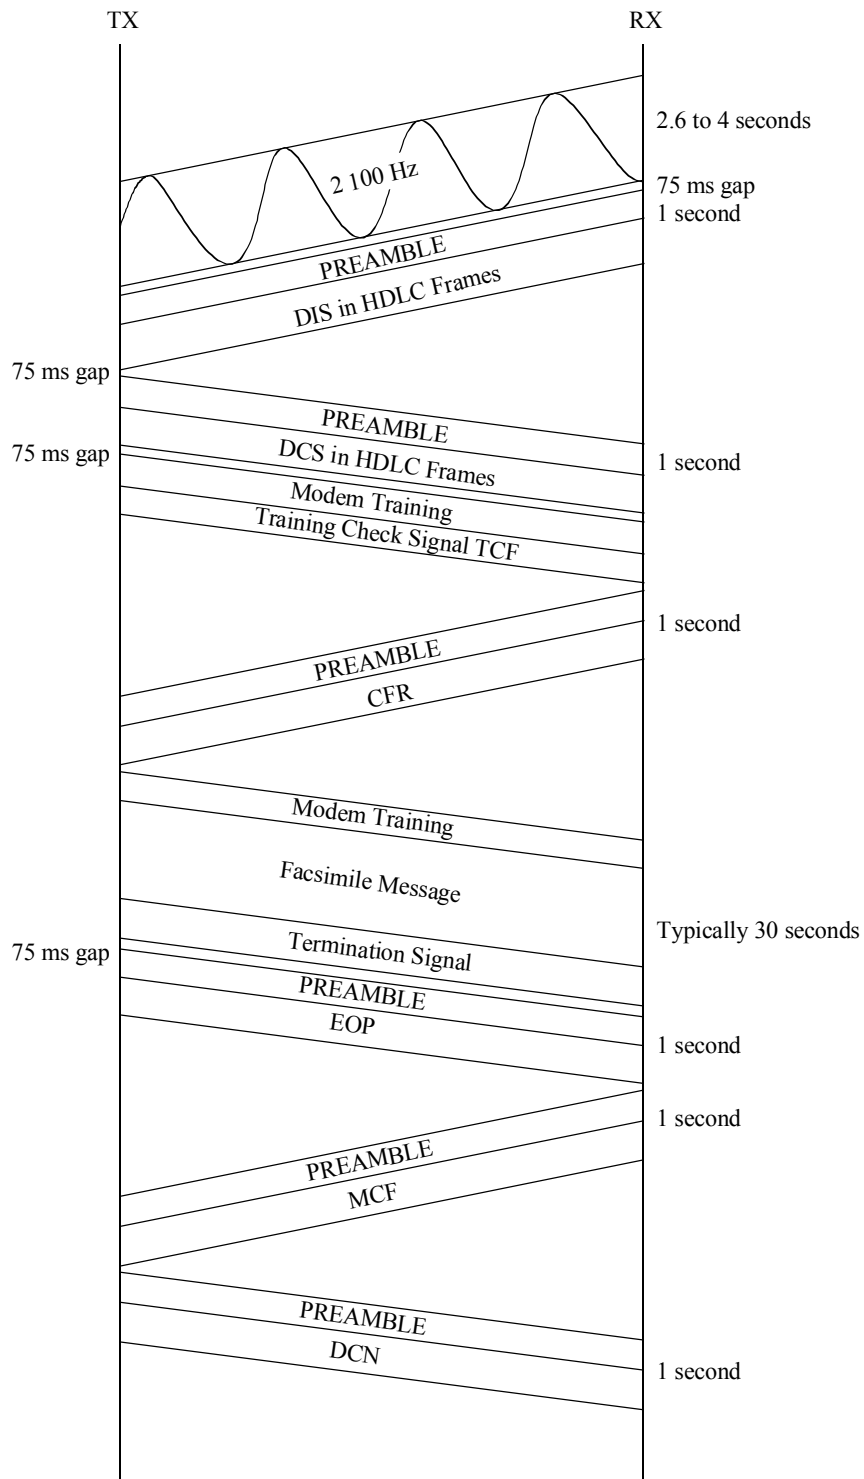 TX
RX
2.6 to 4 seconds
2 100 Hz
75 ms gap
1 second
PREAMBLE
DIS in HDLC Frames
75 ms gap
PREAMBLE
75 ms gap
DCS in HDLC Frames
1 second
Modem Training
Training Check Signal TCF
1 second
PREAMBLE
CFR
Modem Training
Facsimile Message
Typically 30 seconds
Termination Signal
75 ms gap
PREAMBLE
EOP
1 second
1 second
PREAMBLE
MCF
PREAMBLE
DCN
1 second